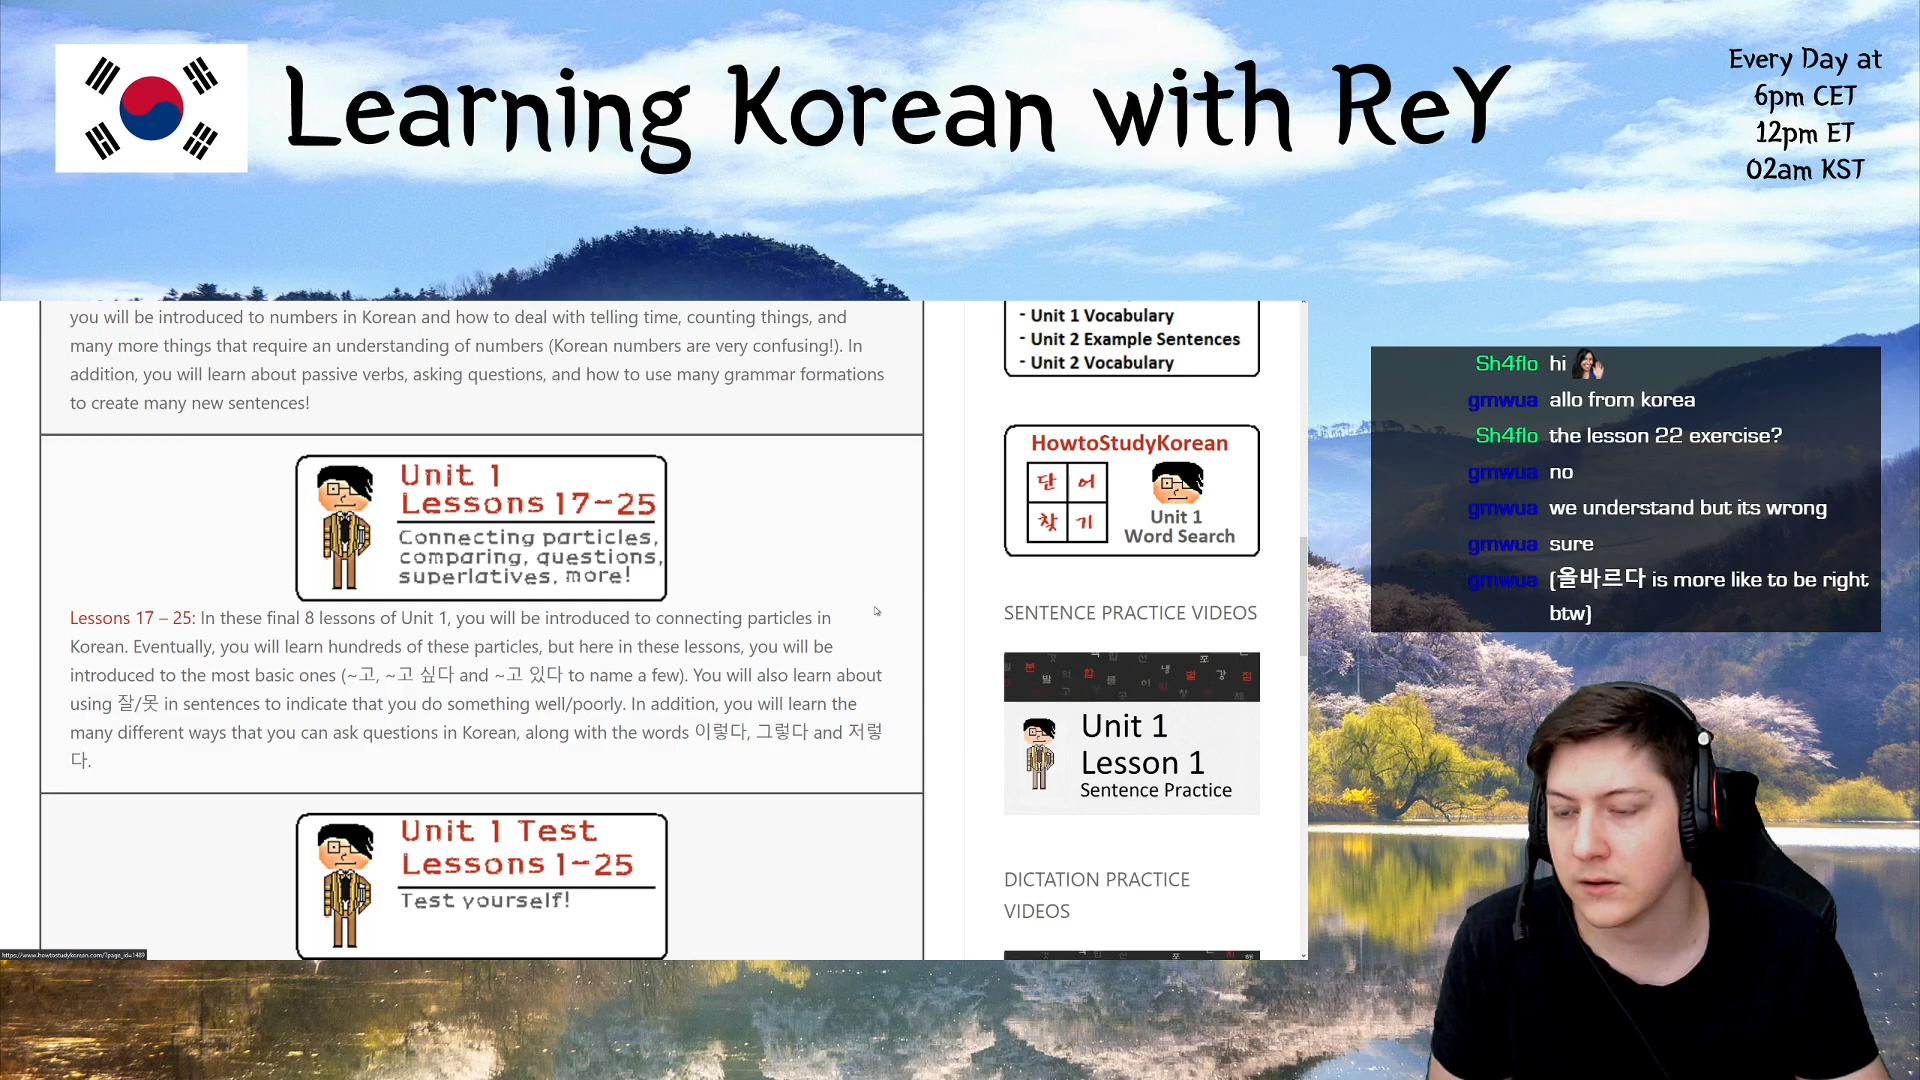 Learning Korean with ReY
Every Day at
6pm CET
12pm ET
02am KST
you will be introduced to numbers in Korean and how to deal with telling time, counting things, and
many more things that require an understanding of numbers (Korean numbers are very confusing!). In
addition, you will learn about passive verbs, asking questions, and how to use many grammar formations
to create many new sentences!
Unit 1
Lessons 17-25
Connecting particles,
comparing, questions,
superlatives, more!
Lessons 17 – 25: In these final 8 lessons of Unit 1, you will be introduced to connecting particles in
Korean. Eventually, you will learn hundreds of these particles, but here in these lessons, you will be
introduced to the most basic ones (~고, ~고 싶다 and ~고 있다 to name a few). You will also learn about
using 잘/못 in sentences to indicate that you do something well/poorly. In addition, you will learn the
many different ways that you can ask questions in Korean, along with the words 이렇다, 그렇다 and 저렇
다.
Unit 1 Test
Lessons 1-25
Test yourself!
https://www.howtostudykorean.com/?page_id=1489
- Unit 1 Vocabulary
- Unit 2 Example Sentences
- Unit 2 Vocabulary
HowtoStudyKorean
단 어
찾 기
Unit 1
Word Search
SENTENCE PRACTICE VIDEOS
Unit 1
Lesson 1
Sentence Practice
DICTATION PRACTICE
VIDEOS
Sh4flo hi
gmwua allo from korea
Sh4flo the lesson 22 exercise?
gmwua no
gmwua we understand but its wrong
gmwua sure
gmwua (올바르다 is more like to be right
btw)